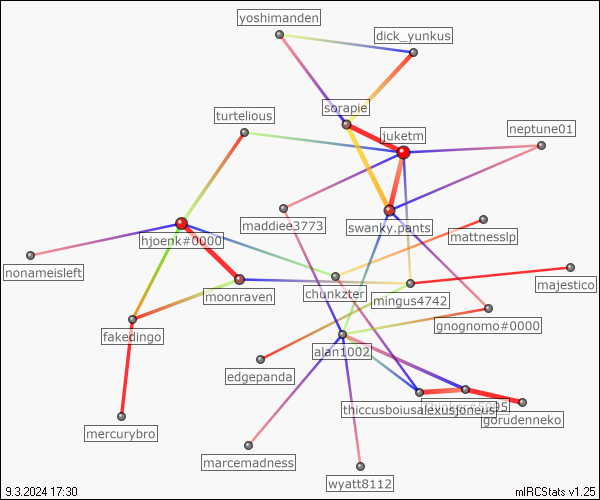 yoshimanden
dick_yunkus
sorapie
turtelious
juketm
neptune01
maddiee3773
swanky.pants
mattnesslp
hjoenk#0000
nonameisleft
moonraven
chunkzter
mingus4742
majestico
gnognomo#0000
fakedingo
alan1002
edgepanda
thiccusboiusalexusjoneus
gorudenneko
mercurybro
marcemadness
wyatt8112
9.3.2024 17:30
mIRCStats v1.25